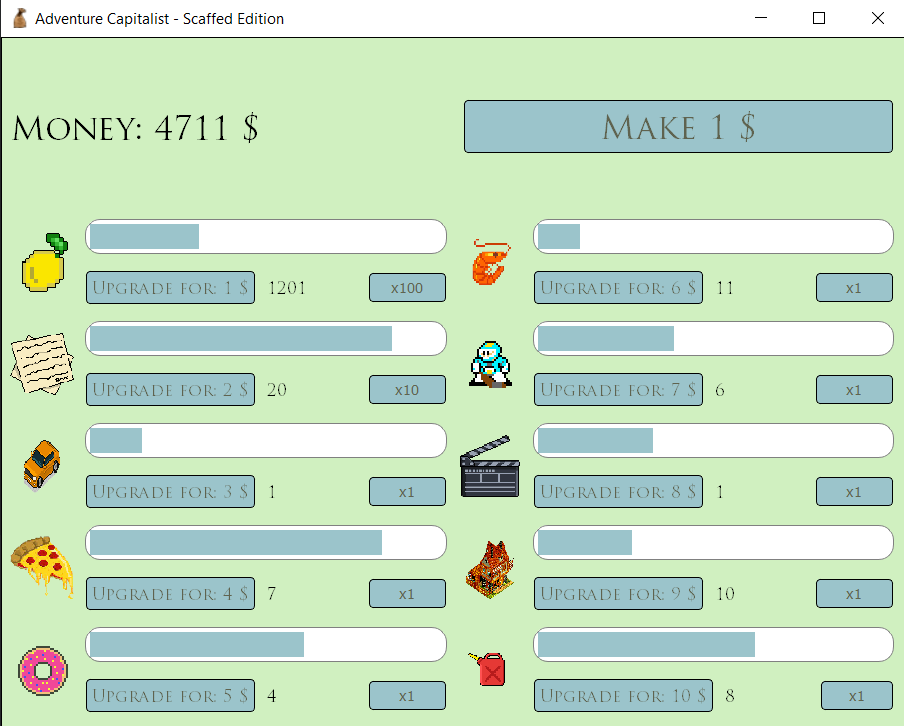 Adventure Capitalist - Scaffed Edition
Money: 4711 $
Make 1 $
Upgrade for: 1 $ 1201 x100
Upgrade for: 6 $ 11 x1
Upgrade for: 2 $ 20 x10
Upgrade for: 7 $ 6 x1
Upgrade for: 3 $ 1 x1
Upgrade for: 8 $ 1 x1
Upgrade for: 4 $ 7 x1
Upgrade for: 9 $ 10 x1
Upgrade for: 5 $ 4 x1
Upgrade for: 10 $ 8 x1